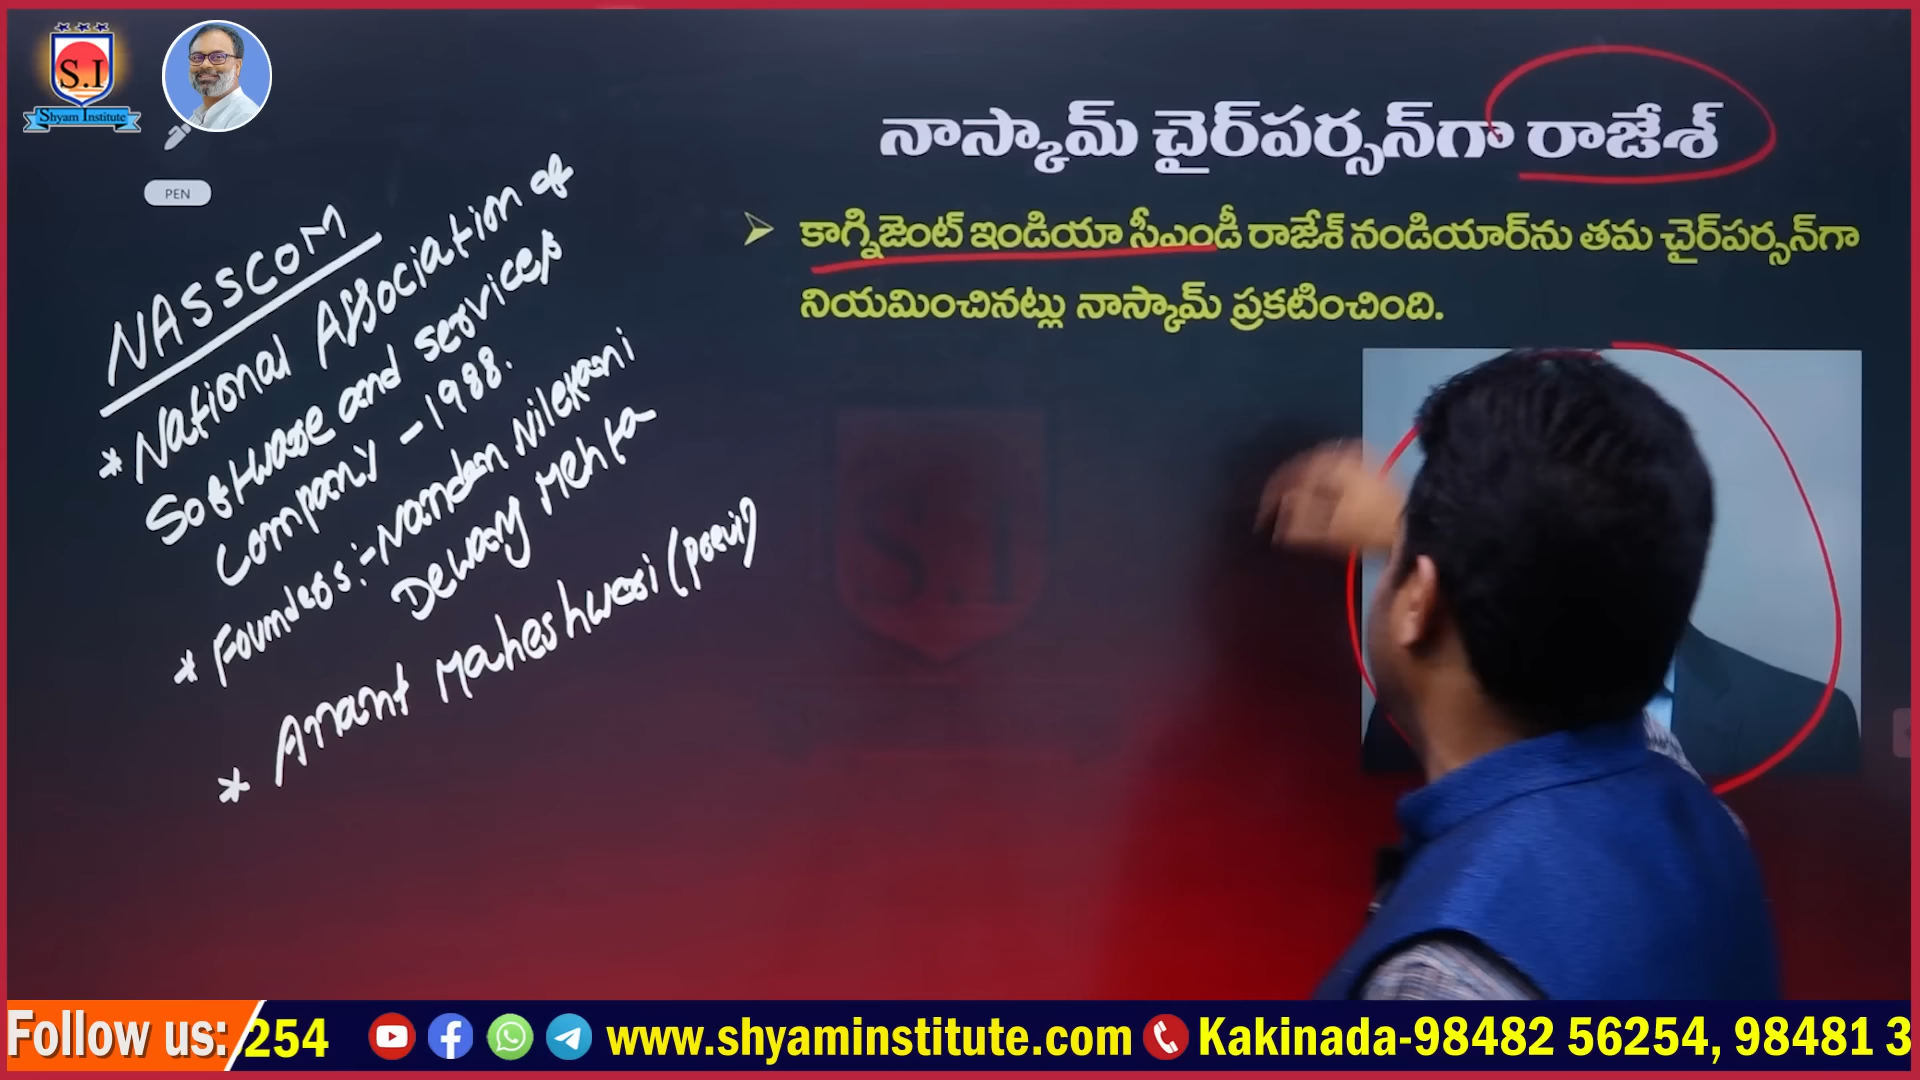 S.I
Shyam Institute
PEN
నాస్కామ్ చైర్‌పర్సన్‌గా రాజేశ్
కాగ్నిజెంట్ ఇండియా సీఎండీ రాజేశ్ నండియార్‌ను తమ చైర్‌పర్సన్‌గా
నియమించినట్లు నాస్కామ్ ప్రకటించింది.
NASSCOM
* National Association of
Software and services
Company - 1988.
* Founders:- Nandan Nilekani
Dewang Mehta
* Anant Maheshwari (previ)
S.I
Follow us: 254 www.shyaminstitute.com Kakinada-98482 56254, 98481 3